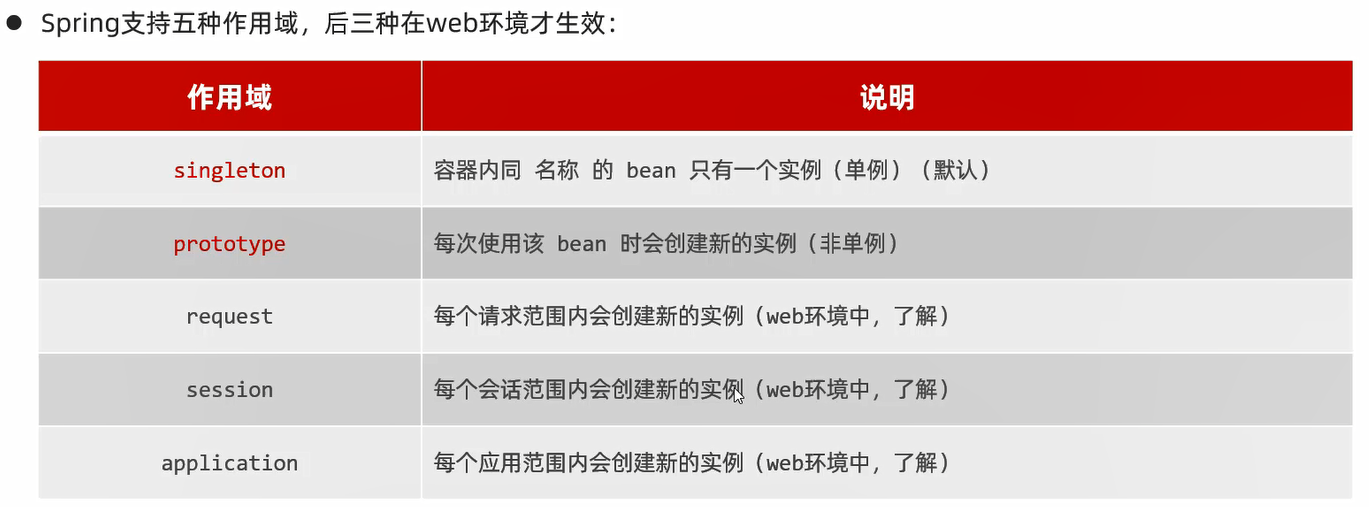 ● Spring支持五种作用域，后三种在web环境才生效：
作用域 说明
singleton 容器内同 名称 的 bean 只有一个实例（单例）（默认）
prototype 每次使用该 bean 时会创建新的实例（非单例）
request 每个请求范围内会创建新的实例（web环境中，了解）
session 每个会话范围内会创建新的实例（web环境中，了解）
application 每个应用范围内会创建新的实例（web环境中，了解）